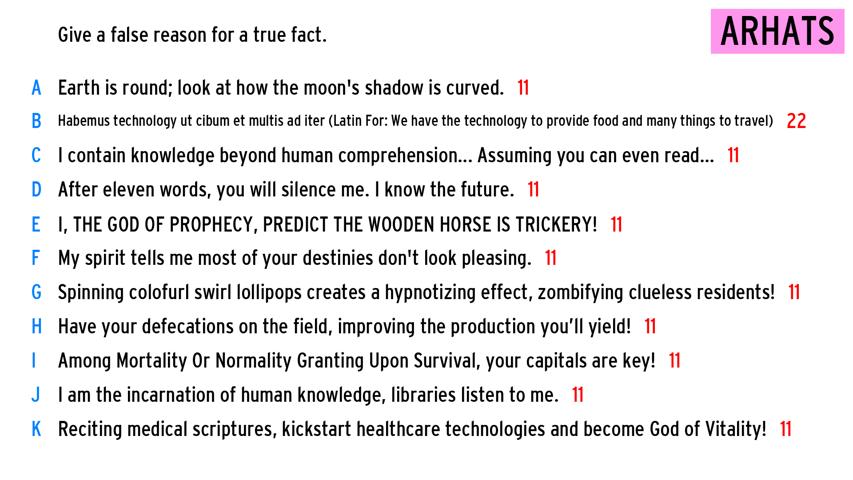 Give a false reason for a true fact.
ARHATS
A Earth is round; look at how the moon's shadow is curved. 11
B Habemus technology ut cibum et multis ad iter (Latin For: We have the technology to provide food and many things to travel) 22
C I contain knowledge beyond human comprehension... Assuming you can even read... 11
D After eleven words, you will silence me. I know the future. 11
E I, THE GOD OF PROPHECY, PREDICT THE WOODEN HORSE IS TRICKERY! 11
F My spirit tells me most of your destinies don't look pleasing. 11
G Spinning colofurl swirl lollipops creates a hypnotizing effect, zombifying clueless residents! 11
H Have your defecations on the field, improving the production you’ll yield! 11
I Among Mortality Or Normality Granting Upon Survival, your capitals are key! 11
J I am the incarnation of human knowledge, libraries listen to me. 11
K Reciting medical scriptures, kickstart healthcare technologies and become God of Vitality! 11